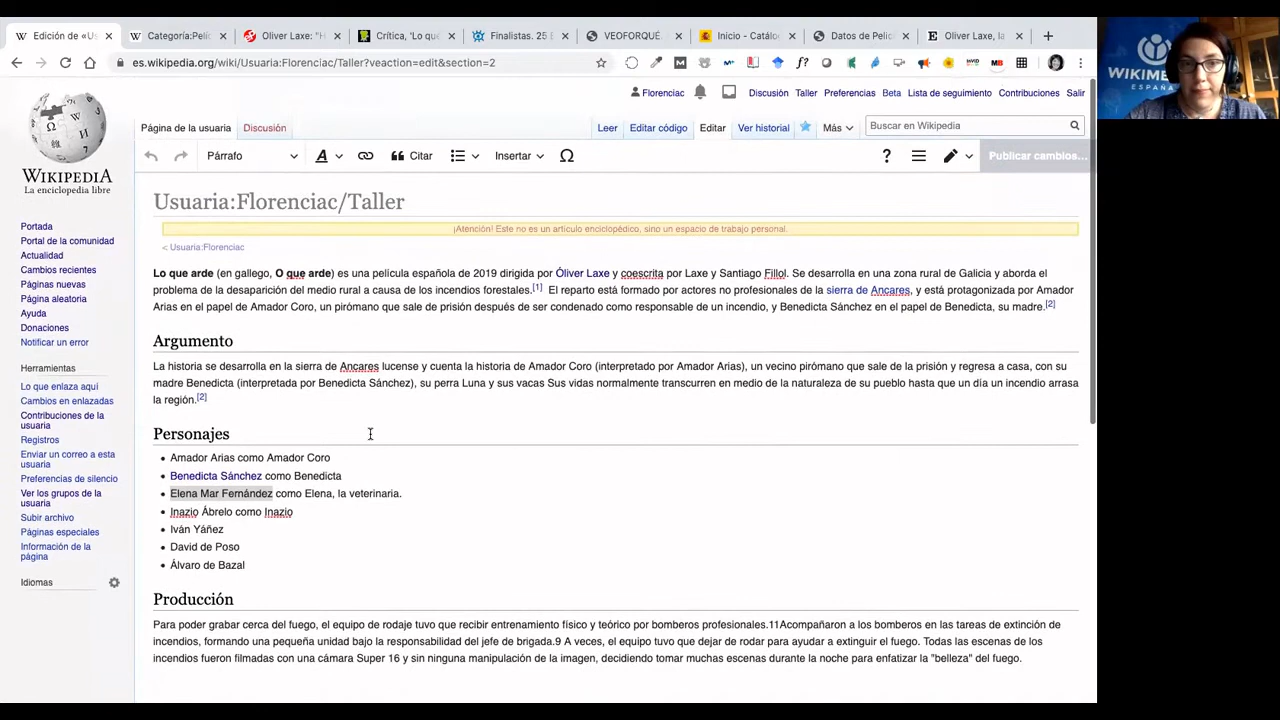 Edición de «Us
Categoría:Pelíc
Oliver Laxe: "H
Crítica, 'Lo qu
Finalistas. 25 E
VEOFORQUÉ.
Inicio - Catálo
Datos de Pelíc
Oliver Laxe, la
es.wikipedia.org/wiki/Usuaria:Florenciac/Taller?veaction=edit&section=2
WIKIPEDIA
La enciclopedia libre
Florenciac Discusión Taller Preferencias Beta Lista de seguimiento Contribuciones Salir
Página de la usuaria Discusión Leer Editar código Editar Ver historial Más Buscar en Wikipedia
Párrafo A Citar Insertar Ω ? Publicar cambios...
Usuaria:Florenciac/Taller
¡Atención! Este no es un artículo enciclopédico, sino un espacio de trabajo personal.
< Usuaria:Florenciac
Lo que arde (en gallego, O que arde) es una película española de 2019 dirigida por Óliver Laxe y coescrita por Laxe y Santiago Fillol. Se desarrolla en una zona rural de Galicia y aborda el
problema de la desaparición del medio rural a causa de los incendios forestales.[1] El reparto está formado por actores no profesionales de la sierra de Ancares, y está protagonizada por Amador
Arias en el papel de Amador Coro, un pirómano que sale de prisión después de ser condenado como responsable de un incendio, y Benedicta Sánchez en el papel de Benedicta, su madre.[2]
Argumento
La historia se desarrolla en la sierra de Ancares lucense y cuenta la historia de Amador Coro (interpretado por Amador Arias), un vecino pirómano que sale de la prisión y regresa a casa, con su
madre Benedicta (interpretada por Benedicta Sánchez), su perra Luna y sus vacas Sus vidas normalmente transcurren en medio de la naturaleza de su pueblo hasta que un día un incendio arrasa
la región.[2]
Personajes
Amador Arias como Amador Coro
Benedicta Sánchez como Benedicta
Elena Mar Fernández como Elena, la veterinaria.
Inazio Ábrelo como Inazio
Iván Yáñez
David de Poso
Álvaro de Bazal
Producción
Para poder grabar cerca del fuego, el equipo de rodaje tuvo que recibir entrenamiento físico y teórico por bomberos profesionales.11Acompañaron a los bomberos en las tareas de extinción de
incendios, formando una pequeña unidad bajo la responsabilidad del jefe de brigada.9 A veces, el equipo tuvo que dejar de rodar para ayudar a extinguir el fuego. Todas las escenas de los
incendios fueron filmadas con una cámara Super 16 y sin ninguna manipulación de la imagen, decidiendo tomar muchas escenas durante la noche para enfatizar la "belleza" del fuego.
Portada
Portal de la comunidad
Actualidad
Cambios recientes
Páginas nuevas
Página aleatoria
Ayuda
Donaciones
Notificar un error
Herramientas
Lo que enlaza aquí
Cambios en enlazadas
Contribuciones de la
usuaria
Registros
Enviar un correo a esta
usuaria
Preferencias de silencio
Ver los grupos de la
usuaria
Subir archivo
Páginas especiales
Información de la
página
Idiomas
WIKIME
ESPAÑA